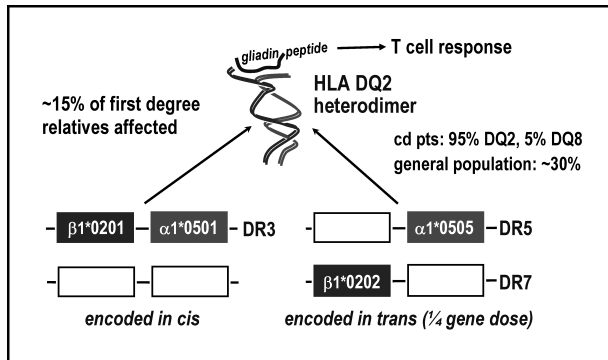 gliadin peptide
T cell response
HLA DQ2
heterodimer
~15% of first degree
relatives affected
cd pts: 95% DQ2, 5% DQ8
general population: ~30%
β1*0201 α1*0501 DR3
α1*0505 DR5
β1*0202 DR7
encoded in cis
encoded in trans (¼ gene dose)